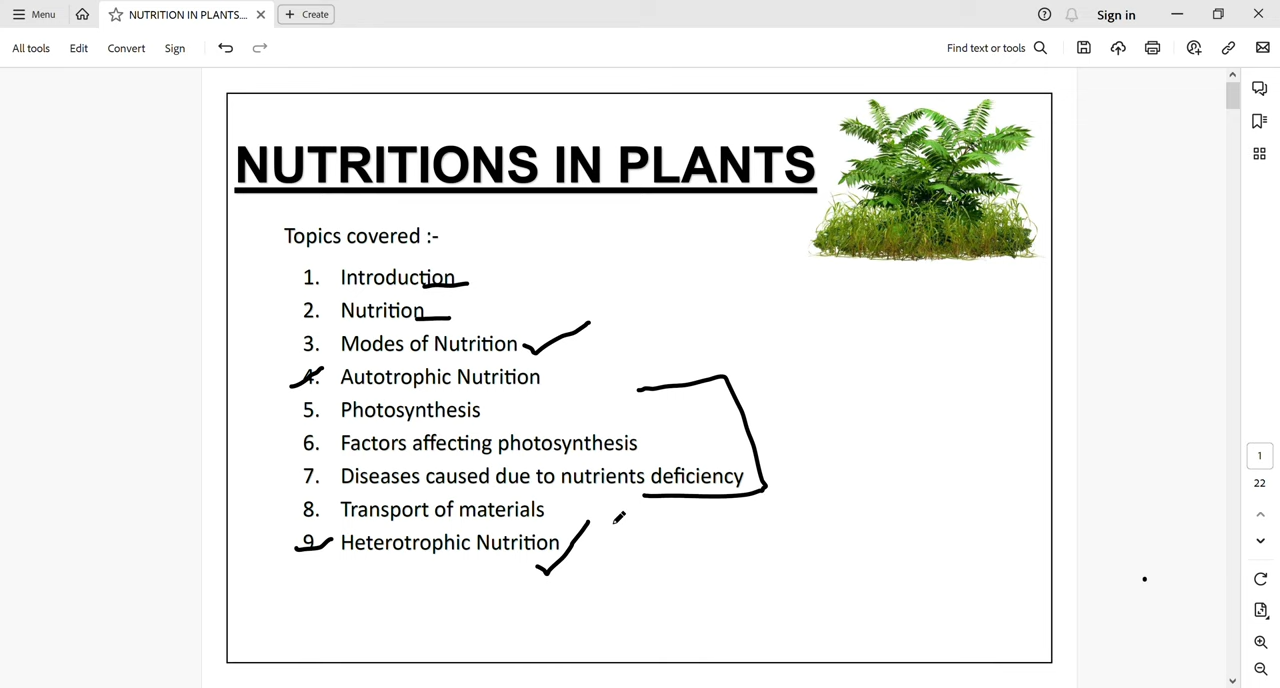 Menu
NUTRITION IN PLANTS....
Create
Sign in
All tools
Edit
Convert
Sign
Find text or tools
NUTRITIONS IN PLANTS
Topics covered :-
1. Introduction
2. Nutrition
3. Modes of Nutrition
4. Autotrophic Nutrition
5. Photosynthesis
6. Factors affecting photosynthesis
7. Diseases caused due to nutrients deficiency
8. Transport of materials
9. Heterotrophic Nutrition
1
22